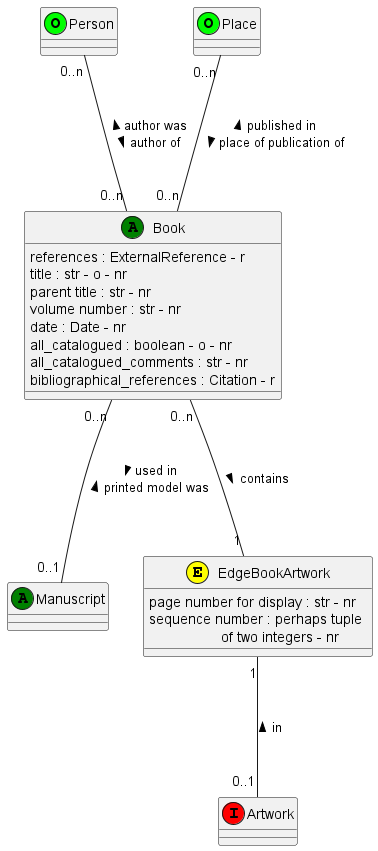 O Person
O Place
0..n
0..n
author was
author of
published in
place of publication of
0..n
0..n
A Book
references : ExternalReference - r
title : str - o - nr
parent title : str - nr
volume number : str - nr
date : Date - nr
all_catalogued : boolean - o - nr
all_catalogued_comments : str - nr
bibliographical_references : Citation - r
0..n
0..n
used in
printed model was
contains
0..1
1
A Manuscript
E EdgeBookArtwork
page number for display : str - nr
sequence number : perhaps tuple
of two integers - nr
1
in
0..1
I Artwork